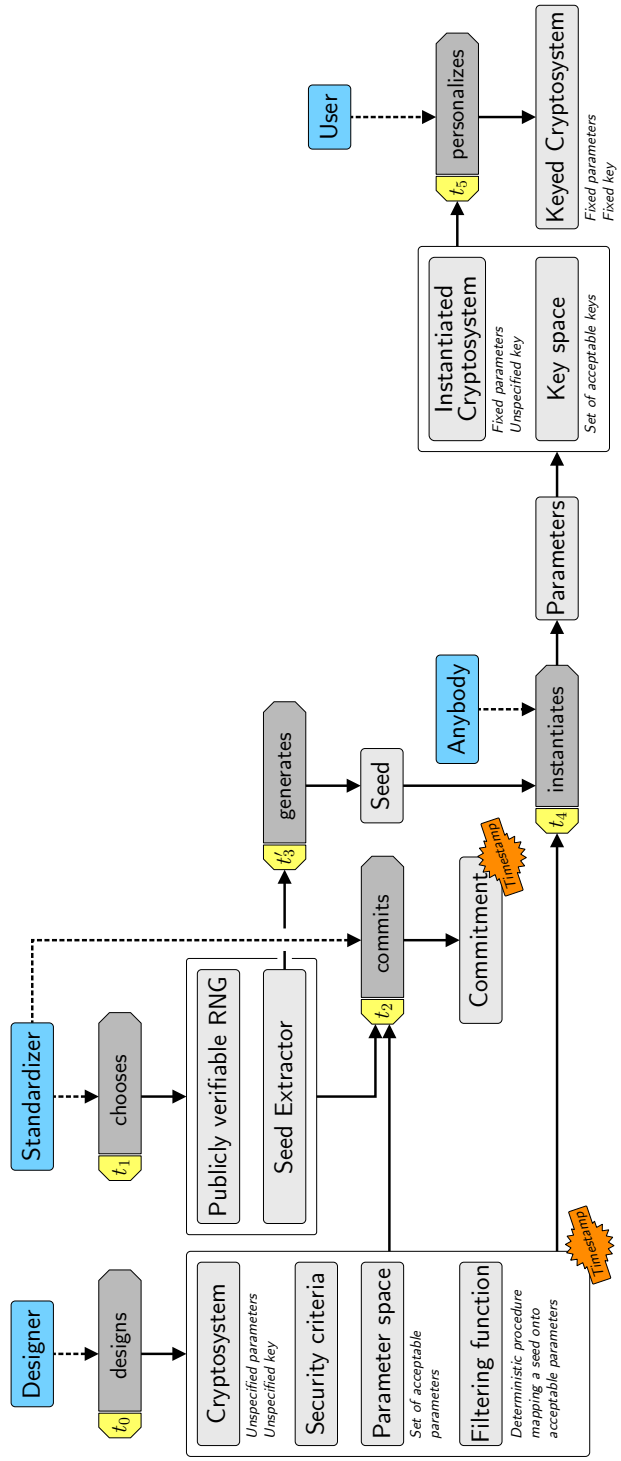 Designer
t₀
designs
Cryptosystem
Unspecified parameters
Unspecified key
Security criteria
Parameter space
Set of acceptable
parameters
Filtering function
Deterministic procedure
mapping a seed onto
acceptable parameters
Timestamp
Standardizer
t₁
chooses
Publicly verifiable RNG
Seed Extractor
t₂
commits
Commitment
Timestamp
t′₃
generates
Seed
Anybody
t₄
instantiates
Parameters
Instantiated
Cryptosystem
Fixed parameters
Unspecified key
Key space
Set of acceptable keys
User
t₅
personalizes
Keyed Cryptosystem
Fixed parameters
Fixed key